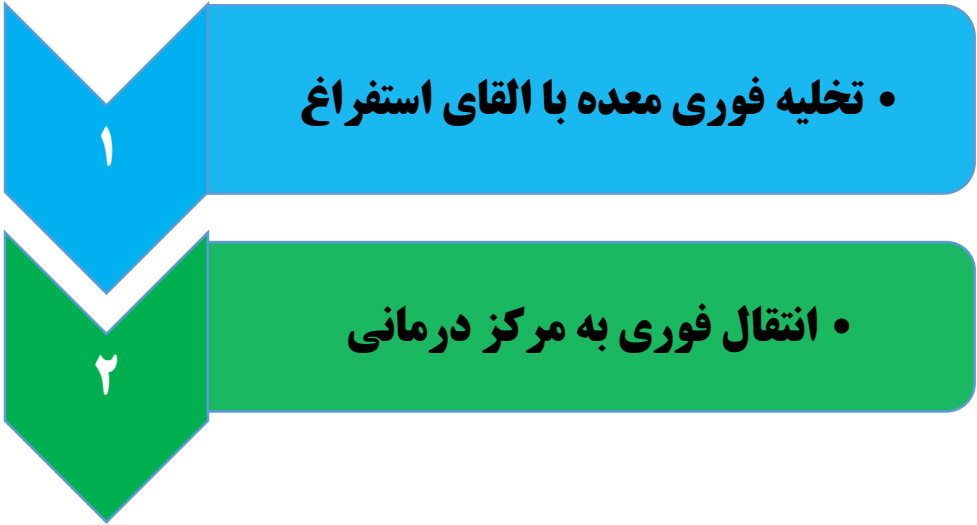 ۱
• تخلیه فوری معده با القای استفراغ
۲
• انتقال فوری به مرکز درمانی